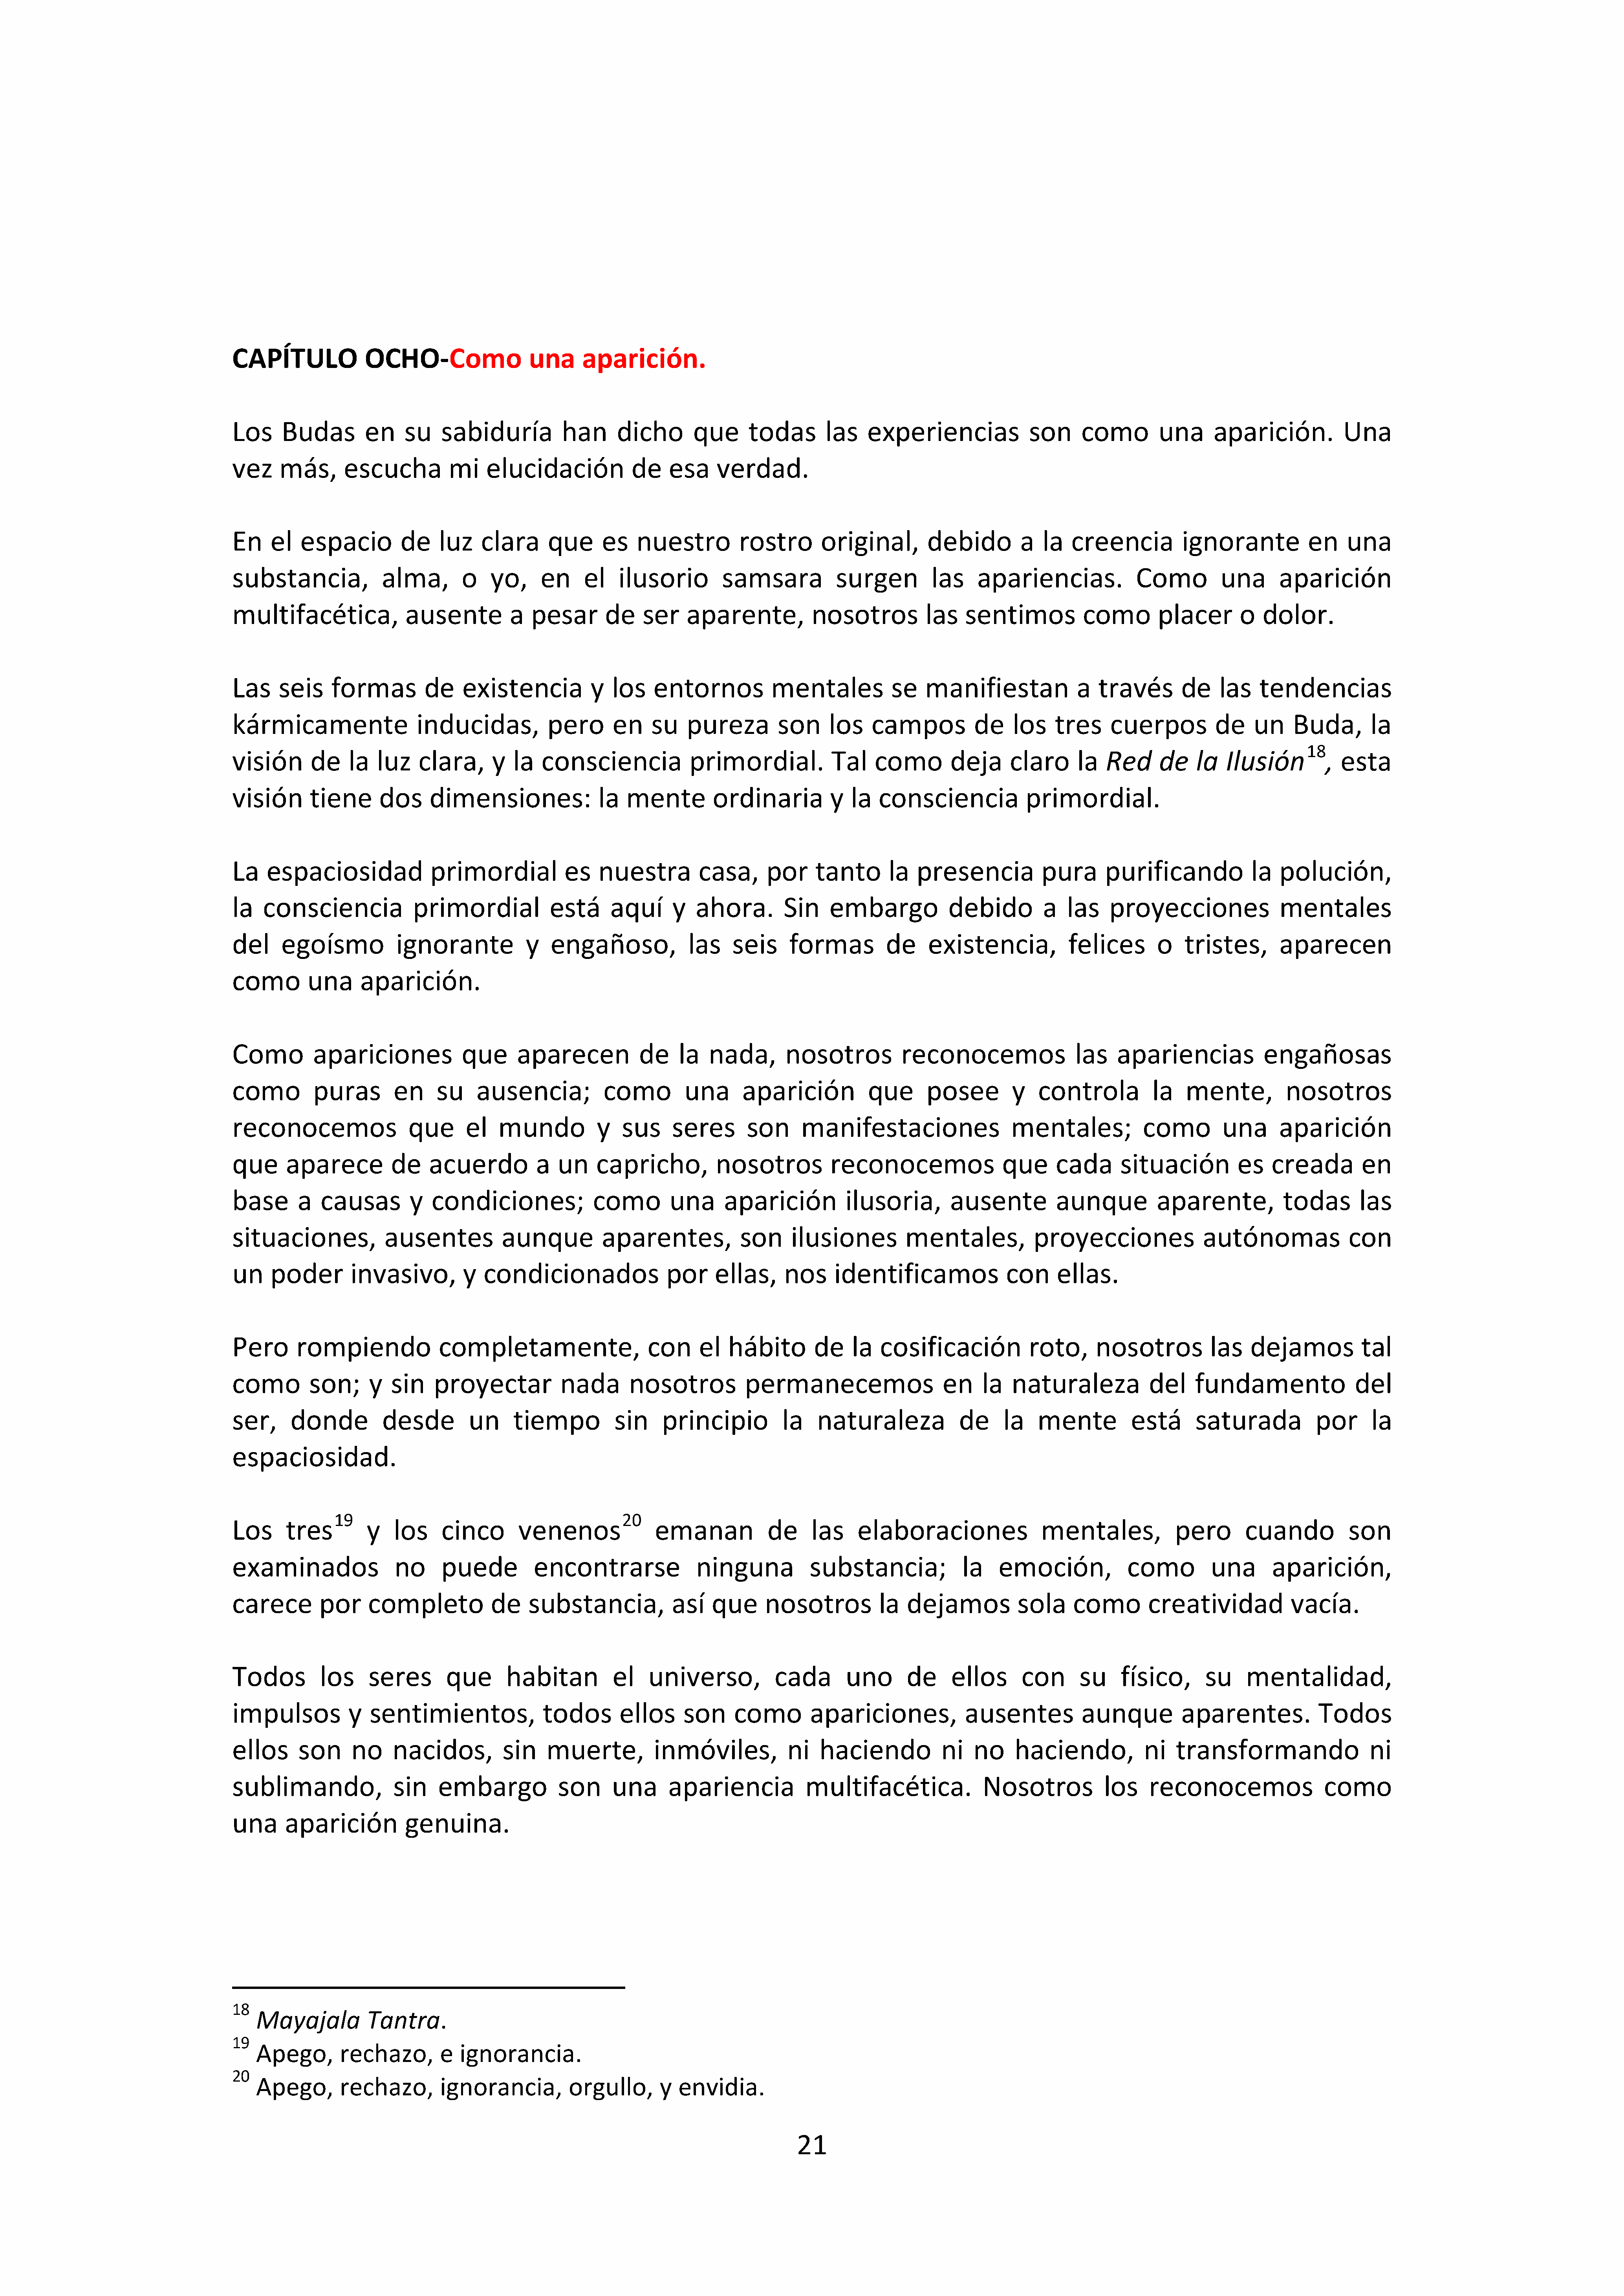 CAPÍTULO OCHO-Como una aparición.
Los Budas en su sabiduría han dicho que todas las experiencias son como una aparición. Una
vez más, escucha mi elucidación de esa verdad.
En el espacio de luz clara que es nuestro rostro original, debido a la creencia ignorante en una
substancia, alma, o yo, en el ilusorio samsara surgen las apariencias. Como una aparición
multifacética, ausente a pesar de ser aparente, nosotros las sentimos como placer o dolor.
Las seis formas de existencia y los entornos mentales se manifiestan a través de las tendencias
kármicamente inducidas, pero en su pureza son los campos de los tres cuerpos de un Buda, la
visión de la luz clara, y la consciencia primordial. Tal como deja claro la Red de la Ilusión18, esta
visión tiene dos dimensiones: la mente ordinaria y la consciencia primordial.
La espaciosidad primordial es nuestra casa, por tanto la presencia pura purificando la polución,
la consciencia primordial está aquí y ahora. Sin embargo debido a las proyecciones mentales
del egoísmo ignorante y engañoso, las seis formas de existencia, felices o tristes, aparecen
como una aparición.
Como apariciones que aparecen de la nada, nosotros reconocemos las apariencias engañosas
como puras en su ausencia; como una aparición que posee y controla la mente, nosotros
reconocemos que el mundo y sus seres son manifestaciones mentales; como una aparición
que aparece de acuerdo a un capricho, nosotros reconocemos que cada situación es creada en
base a causas y condiciones; como una aparición ilusoria, ausente aunque aparente, todas las
situaciones, ausentes aunque aparentes, son ilusiones mentales, proyecciones autónomas con
un poder invasivo, y condicionados por ellas, nos identificamos con ellas.
Pero rompiendo completamente, con el hábito de la cosificación roto, nosotros las dejamos tal
como son; y sin proyectar nada nosotros permanecemos en la naturaleza del fundamento del
ser, donde desde un tiempo sin principio la naturaleza de la mente está saturada por la
espaciosidad.
Los tres19 y los cinco venenos20 emanan de las elaboraciones mentales, pero cuando son
examinados no puede encontrarse ninguna substancia; la emoción, como una aparición,
carece por completo de substancia, así que nosotros la dejamos sola como creatividad vacía.
Todos los seres que habitan el universo, cada uno de ellos con su físico, su mentalidad,
impulsos y sentimientos, todos ellos son como apariciones, ausentes aunque aparentes. Todos
ellos son no nacidos, sin muerte, inmóviles, ni haciendo ni no haciendo, ni transformando ni
sublimando, sin embargo son una apariencia multifacética. Nosotros los reconocemos como
una aparición genuina.
18 Mayajala Tantra.
19 Apego, rechazo, e ignorancia.
20 Apego, rechazo, ignorancia, orgullo, y envidia.
21